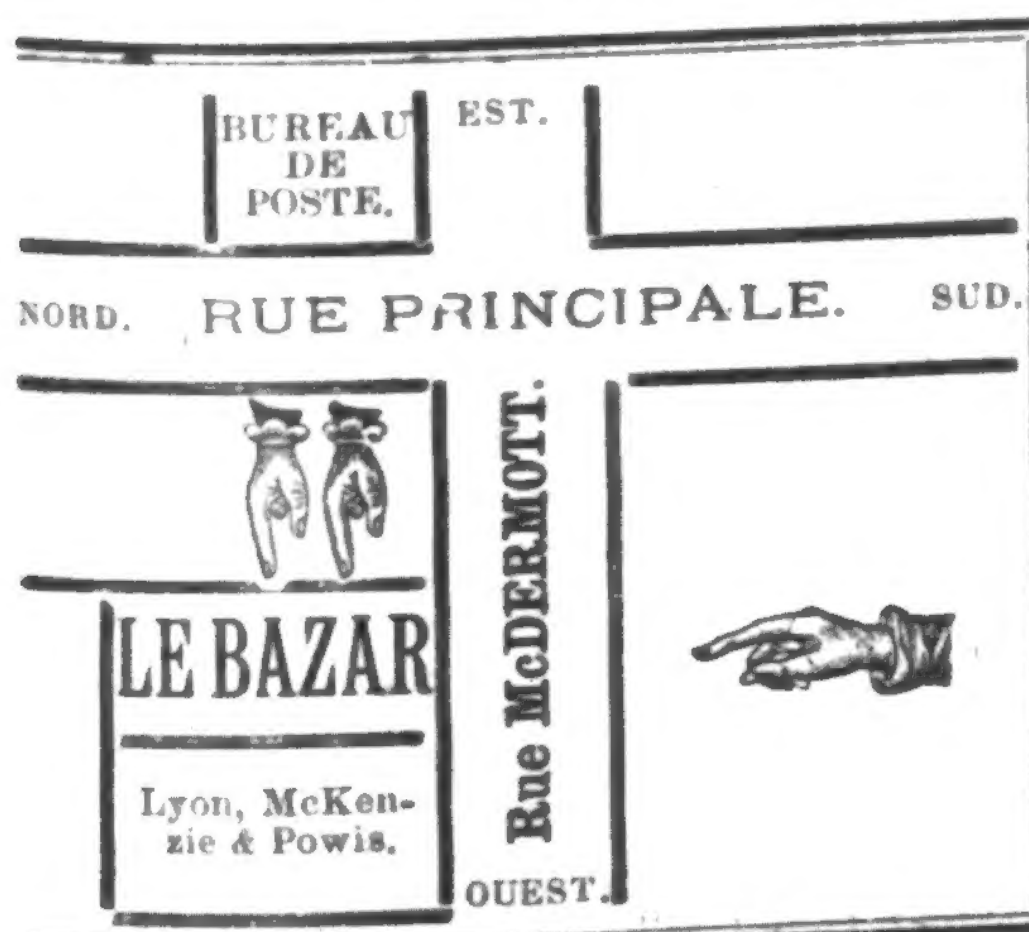 BUREAU
DE
POSTE.
EST.
NORD.
RUE PRINCIPALE.
SUD.
Rue McDERMOTT.
LE BAZAR
Lyon, McKen-
zie & Powis.
OUEST.